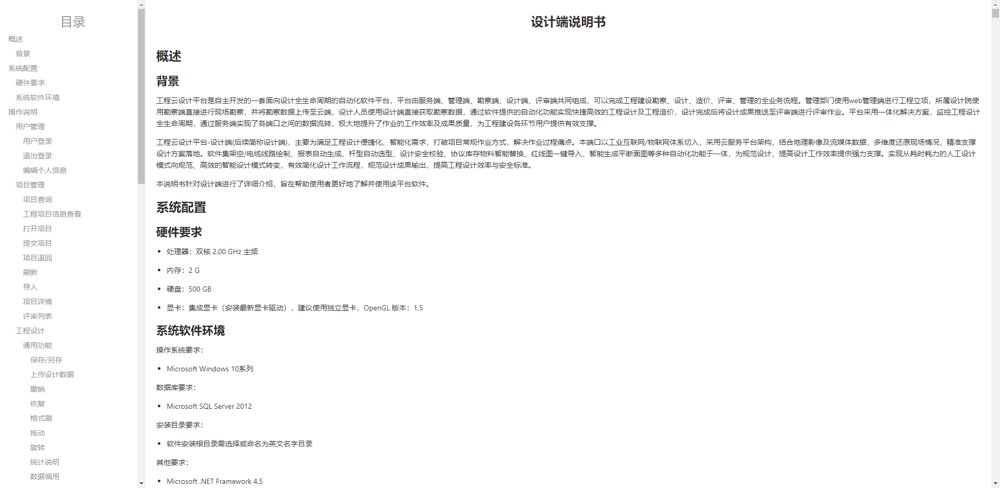 目录
概述
背景
系统配置
硬件要求
系统软件环境
操作说明
用户管理
用户登录
退出登录
编辑个人信息
项目管理
项目查询
工程项目信息查看
打开项目
提交项目
项目退回
刷新
导入
项目详情
评审列表
工程设计
通用功能
保存/另存
上传设计数据
撤销
恢复
格式刷
拖动
旋转
统计说明
数据调用
设计端说明书
概述
背景
工程云设计平台是自主开发的一套面向设计全生命周期的自动化软件平台，平台由服务端、管理端、勘察端、设计端、评审端共同组成，可以完成工程建设勘察、设计、造价、评审、管理的全业务流程。管理部门使用web管理端进行工程立项，所属设计院使
用勘察端直接进行现场勘察，并将勘察数据上传至云端，设计人员使用设计端直接获取勘察数据，通过软件提供的自动化功能实现快捷高效的工程设计及工程造价，设计完成后将设计成果推送至评审端进行评审作业。平台采用一体化解决方案，监控工程设计
全生命周期，通过服务端实现了各端口之间的数据流转，极大地提升了作业的工作效率及成果质量，为工程建设各环节用户提供有效支撑。
工程云设计平台-设计端(后续简称设计端)，主要为满足工程设计便捷化、智能化需求，打破项目常规作业方式，解决作业过程痛点。本端口以工业互联网/物联网体系切入，采用云服务平台架构，结合地理影像及流媒体数据，多维度还原现场情况，精准支撑
设计方案落地。软件集架空/电缆线路绘制、报表自动生成、杆型自动选型、设计安全校验、协议库存物料智能替换、红线图一键导入、智能生成平断面图等多种自动化功能于一体，为规范设计、提高设计工作效率提供强力支撑。实现从耗时耗力的人工设计
模式向规范、高效的智能设计模式转变，有效简化设计工作流程，规范设计成果输出，提高工程设计效率与安全标准。
本说明书针对设计端进行了详细介绍，旨在帮助使用者更好地了解并使用该平台软件。
系统配置
硬件要求
• 处理器：双核 2.00 GHz 主频
• 内存：2 G
• 硬盘：500 GB
• 显卡：集成显卡（安装最新显卡驱动），建议使用独立显卡，OpenGL 版本：1.5
系统软件环境
操作系统要求：
• Microsoft Windows 10系列
数据库要求：
• Microsoft SQL Server 2012
安装目录要求：
• 软件安装根目录需选择或命名为英文名字目录
其他要求：
• Microsoft .NET Framework 4.5